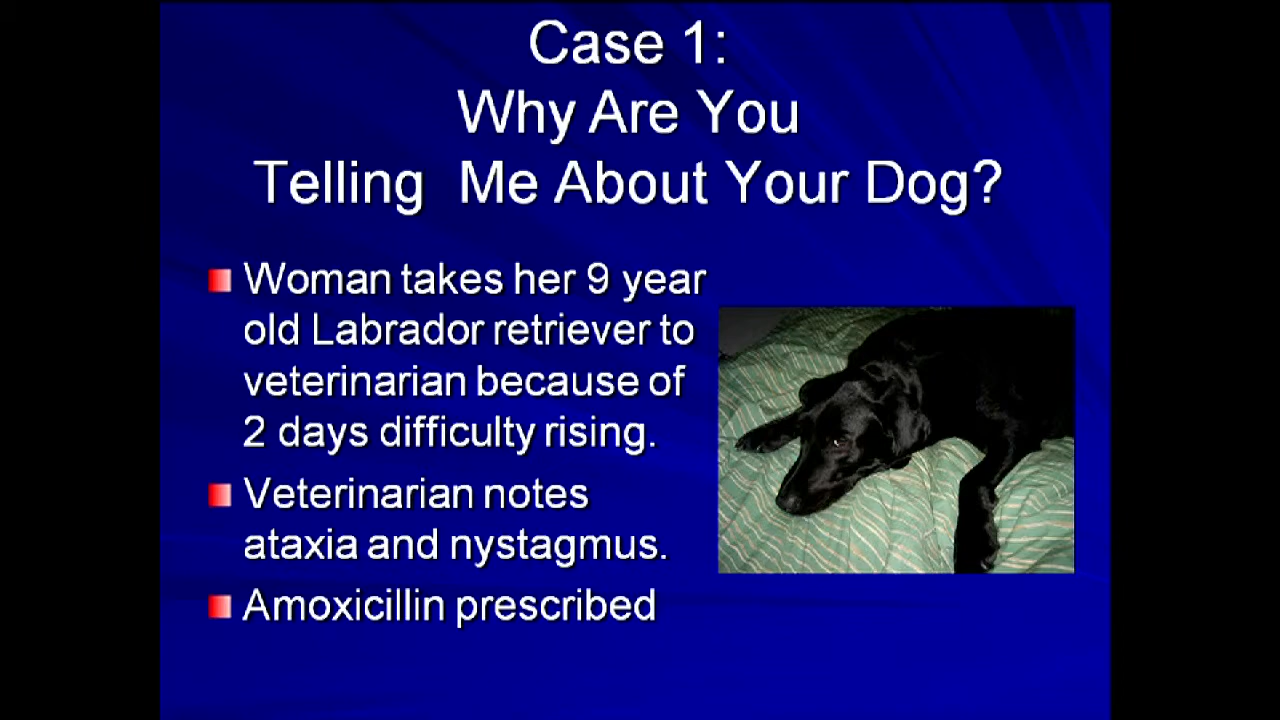 Case 1:
Why Are You
Telling  Me About Your Dog?
Woman takes her 9 year
old Labrador retriever to
veterinarian because of
2 days difficulty rising.
Veterinarian notes
ataxia and nystagmus.
Amoxicillin prescribed